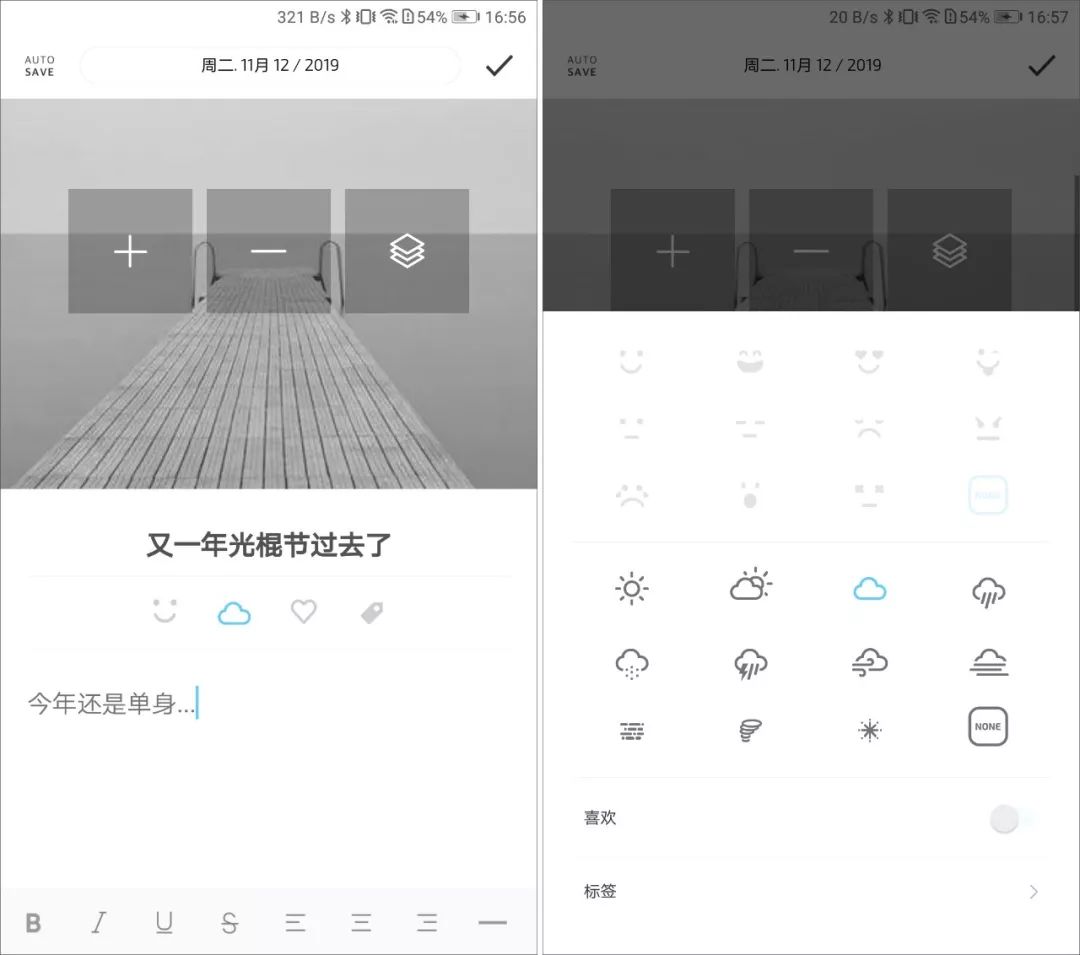 321 B/s 54% 16:56
AUTO
SAVE
周二. 11月 12 / 2019
又一年光棍节过去了
今年还是单身...
B I U S
20 B/s 54% 16:57
AUTO
SAVE
周二. 11月 12 / 2019
NONE
NONE
喜欢
标签